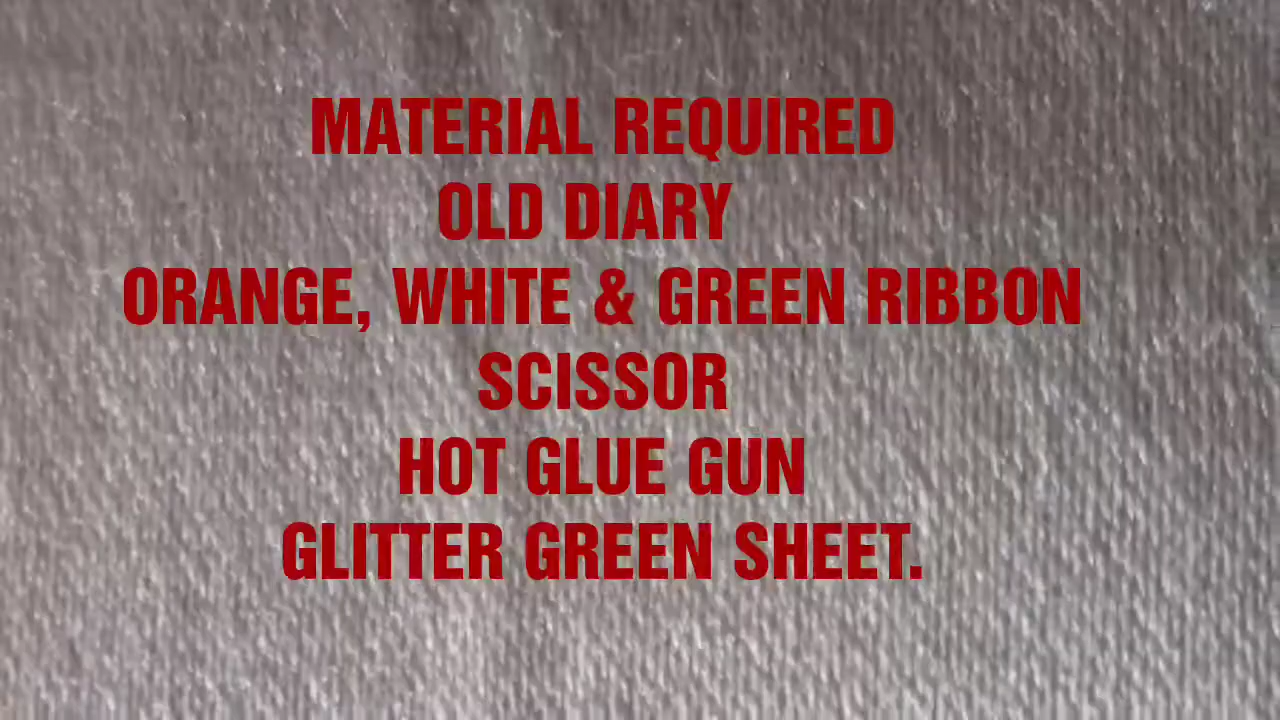 MATERIAL REQUIRED
OLD DIARY
ORANGE, WHITE & GREEN RIBBON
SCISSOR
HOT GLUE GUN
GLITTER GREEN SHEET.